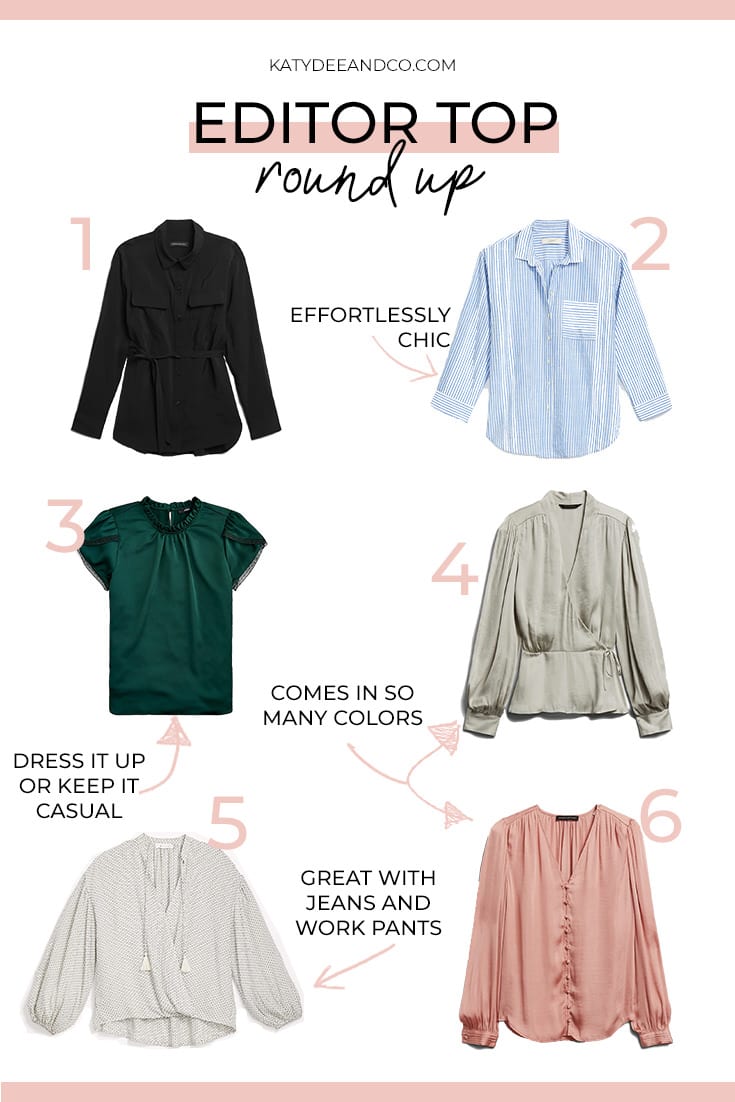 KATYDEEANDCO.COM
EDITOR TOP
round up
1
2
EFFORTLESSLY
CHIC
3
4
COMES IN SO
MANY COLORS
DRESS IT UP
OR KEEP IT
CASUAL
5
6
GREAT WITH
JEANS AND
WORK PANTS